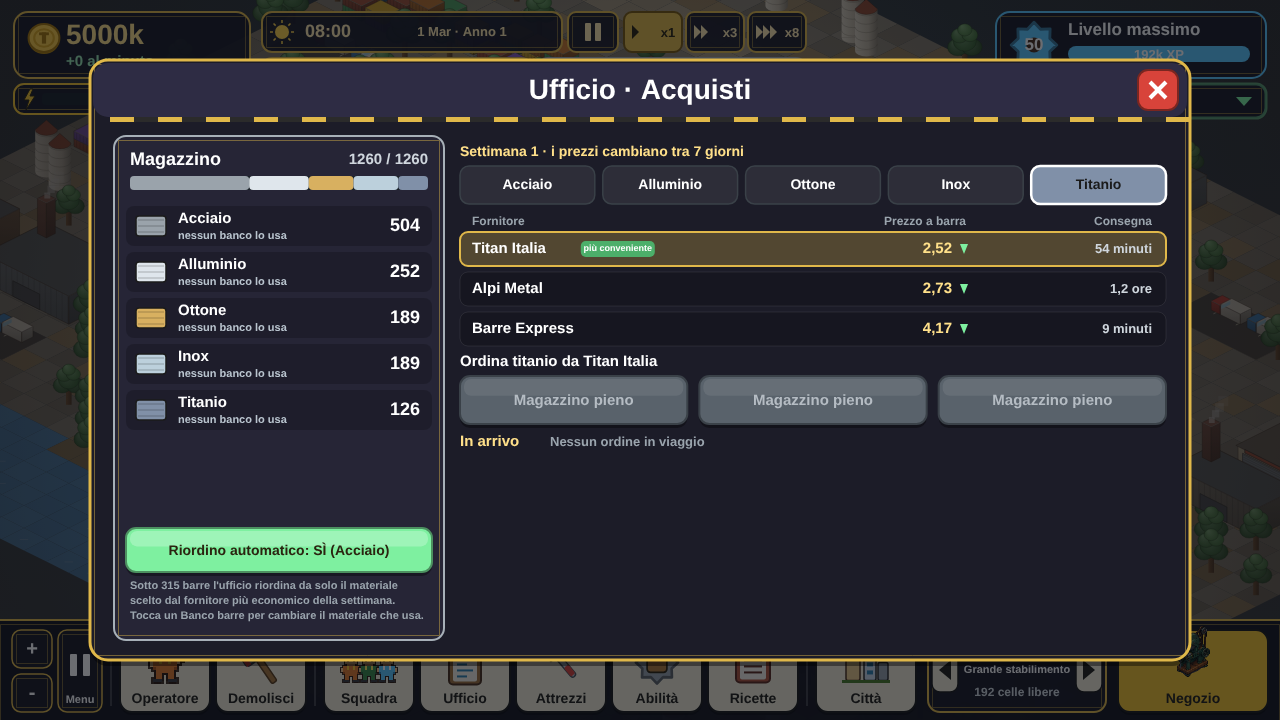 5000k
08:00
1 Mar · Anno 1
x1
x3
x8
50
Livello massimo
192k XP
Ufficio · Acquisti
Magazzino
1260 / 1260
Acciaio
nessun banco lo usa
504
Alluminio
nessun banco lo usa
252
Ottone
nessun banco lo usa
189
Inox
nessun banco lo usa
189
Titanio
nessun banco lo usa
126
Riordino automatico: SÌ (Acciaio)
Sotto 315 barre l'ufficio riordina da solo il materiale
scelto dal fornitore più economico della settimana.
Tocca un Banco barre per cambiare il materiale che usa.
Settimana 1 · i prezzi cambiano tra 7 giorni
Acciaio
Alluminio
Ottone
Inox
Titanio
Fornitore
Prezzo a barra
Consegna
Titan Italia
più conveniente
2,52
54 minuti
Alpi Metal
2,73
1,2 ore
Barre Express
4,17
9 minuti
Ordina titanio da Titan Italia
Magazzino pieno
Magazzino pieno
Magazzino pieno
In arrivo
Nessun ordine in viaggio
+
-
Menu
Operatore
Demolisci
Squadra
Ufficio
Attrezzi
Abilità
Ricette
Città
Grande stabilimento
192 celle libere
Negozio